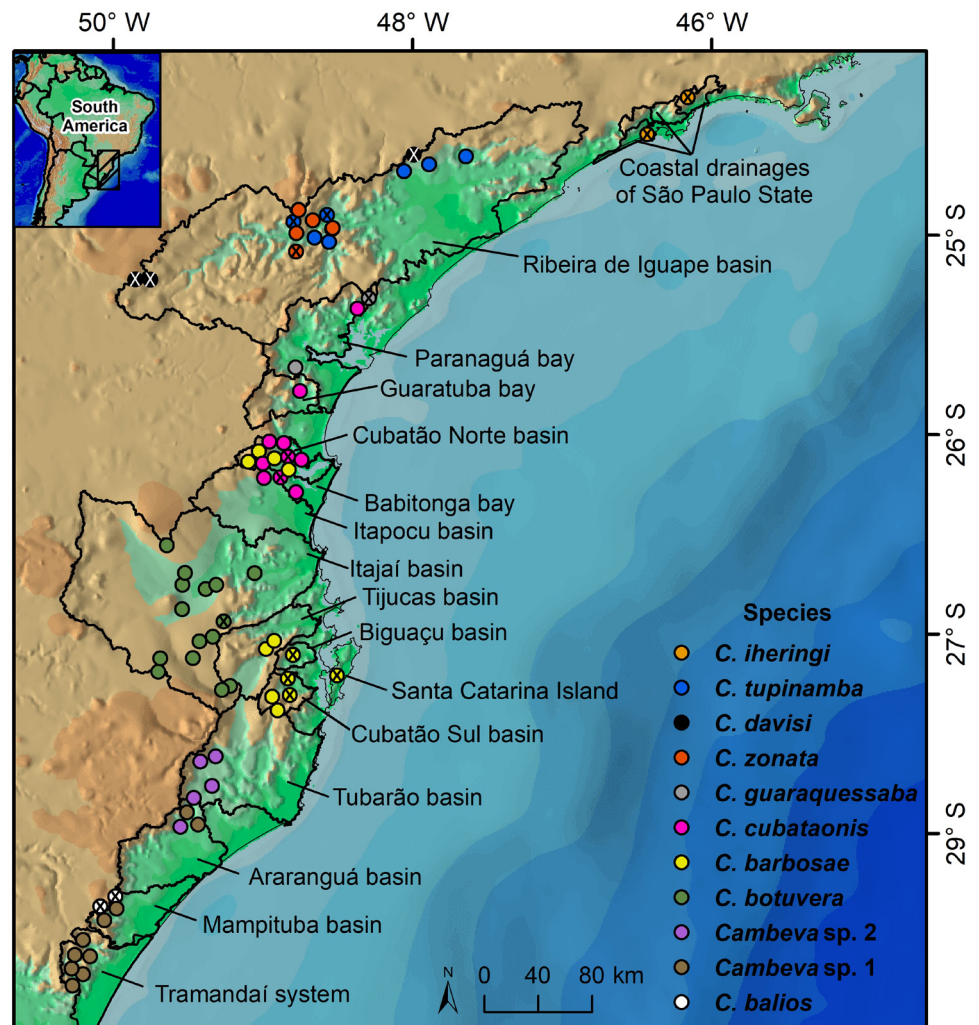 50° W
48° W
46° W
South
America
Coastal drainages
of São Paulo State
25° S
Ribeira de Iguape basin
Paranaguá bay
Guaratuba bay
26° S
Cubatão Norte basin
Babitonga bay
Itapocu basin
Itajaí basin
Tijucas basin
27° S
Biguaçu basin
Santa Catarina Island
Cubatão Sul basin
Tubarão basin
29° S
Araranguá basin
Mampituba basin
Tramandaí system
Species
C. iheringi
C. tupinamba
C. davisi
C. zonata
C. guaraquessaba
C. cubataonis
C. barbosae
C. botuvera
Cambeva sp. 2
Cambeva sp. 1
C. balios
N
0 40 80 km